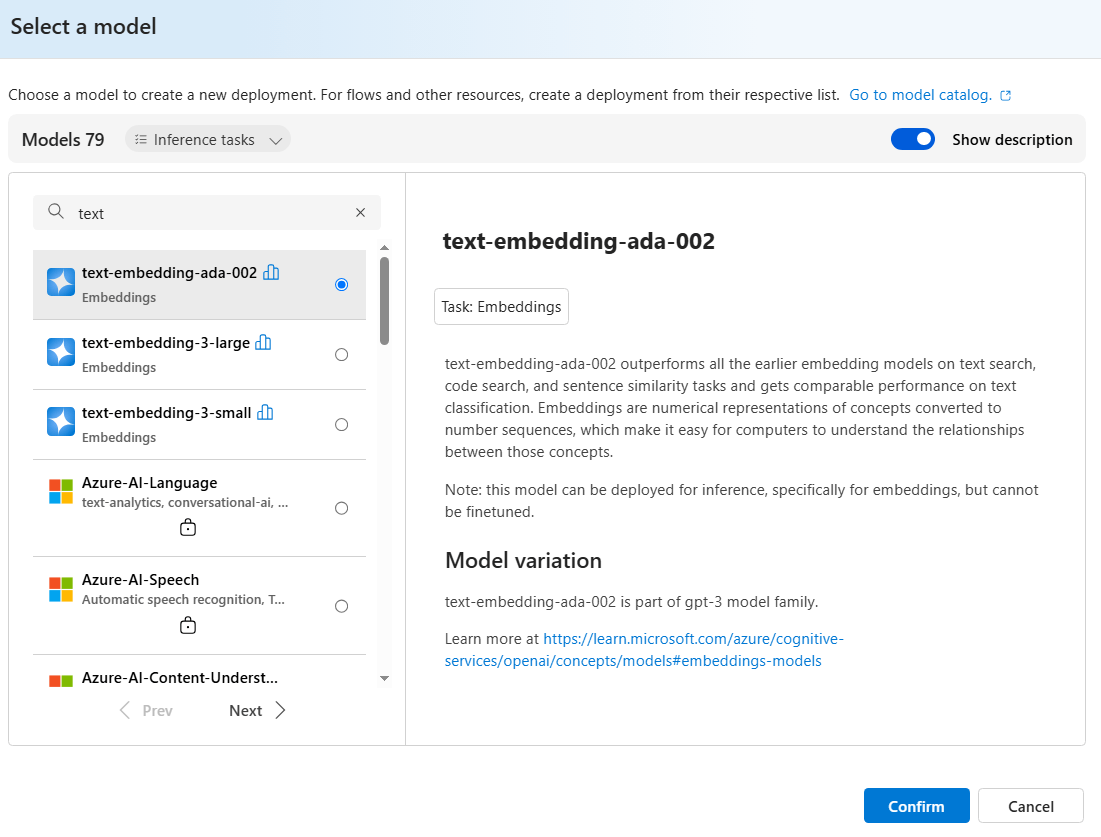 Select a model
Choose a model to create a new deployment. For flows and other resources, create a deployment from their respective list. Go to model catalog.
Models 79
Inference tasks
Show description
text
text-embedding-ada-002
Embeddings
text-embedding-3-large
Embeddings
text-embedding-3-small
Embeddings
Azure-AI-Language
text-analytics, conversational-ai, ...
Azure-AI-Speech
Automatic speech recognition, T...
Azure-AI-Content-Underst...
Prev
Next
text-embedding-ada-002
Task: Embeddings
text-embedding-ada-002 outperforms all the earlier embedding models on text search,
code search, and sentence similarity tasks and gets comparable performance on text
classification. Embeddings are numerical representations of concepts converted to
number sequences, which make it easy for computers to understand the relationships
between those concepts.
Note: this model can be deployed for inference, specifically for embeddings, but cannot
be finetuned.
Model variation
text-embedding-ada-002 is part of gpt-3 model family.
Learn more at https://learn.microsoft.com/azure/cognitive-
services/openai/concepts/models#embeddings-models
Confirm
Cancel